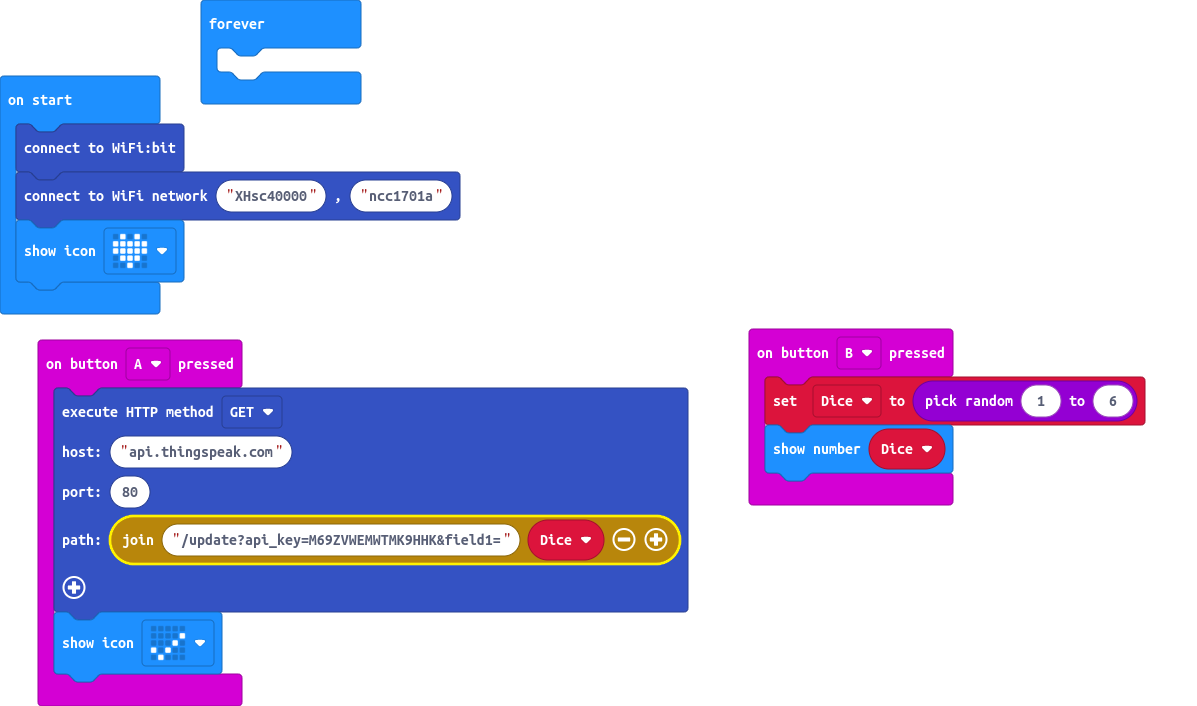 forever
on start
connect to WiFi:bit
connect to WiFi network "XHsc40000" , "ncc1701a"
show icon
on button A pressed
execute HTTP method GET
host: "api.thingspeak.com"
port: 80
path: join "/update?api_key=M69ZVWEMWTMK9HHK&field1=" Dice
show icon
on button B pressed
set Dice to pick random 1 to 6
show number Dice